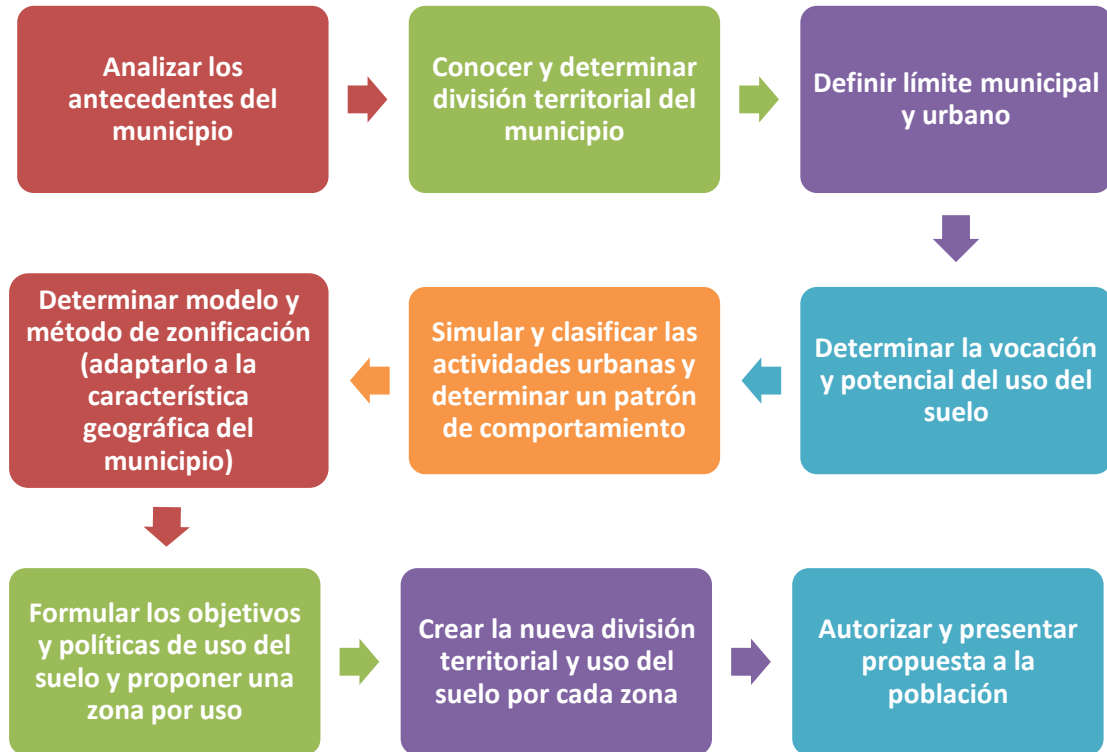 Analizar los
antecedentes del
municipio
Conocer y determinar
división territorial del
municipio
Definir límite municipal
y urbano
Determinar la vocación
y potencial del uso del
suelo
Simular y clasificar las
actividades urbanas y
determinar un patrón
de comportamiento
Determinar modelo y
método de zonificación
(adaptarlo a la
característica
geográfica del
municipio)
Formular los objetivos
y políticas de uso del
suelo y proponer una
zona por uso
Crear la nueva división
territorial y uso del
suelo por cada zona
Autorizar y presentar
propuesta a la
población